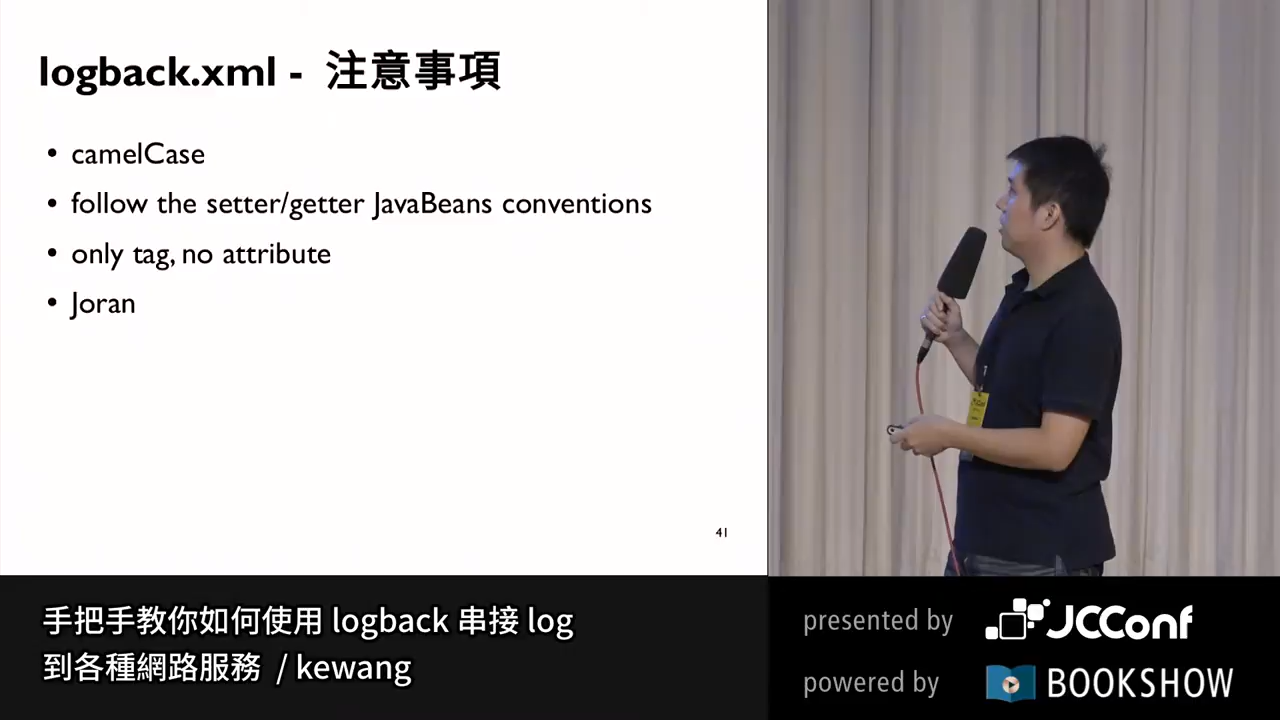 logback.xml - 注意事項
• camelCase
• follow the setter/getter JavaBeans conventions
• only tag, no attribute
• Joran
41
手把手教你如何使用 logback 串接 log
到各種網路服務 / kewang
presented by JCConf
powered by BOOKSHOW